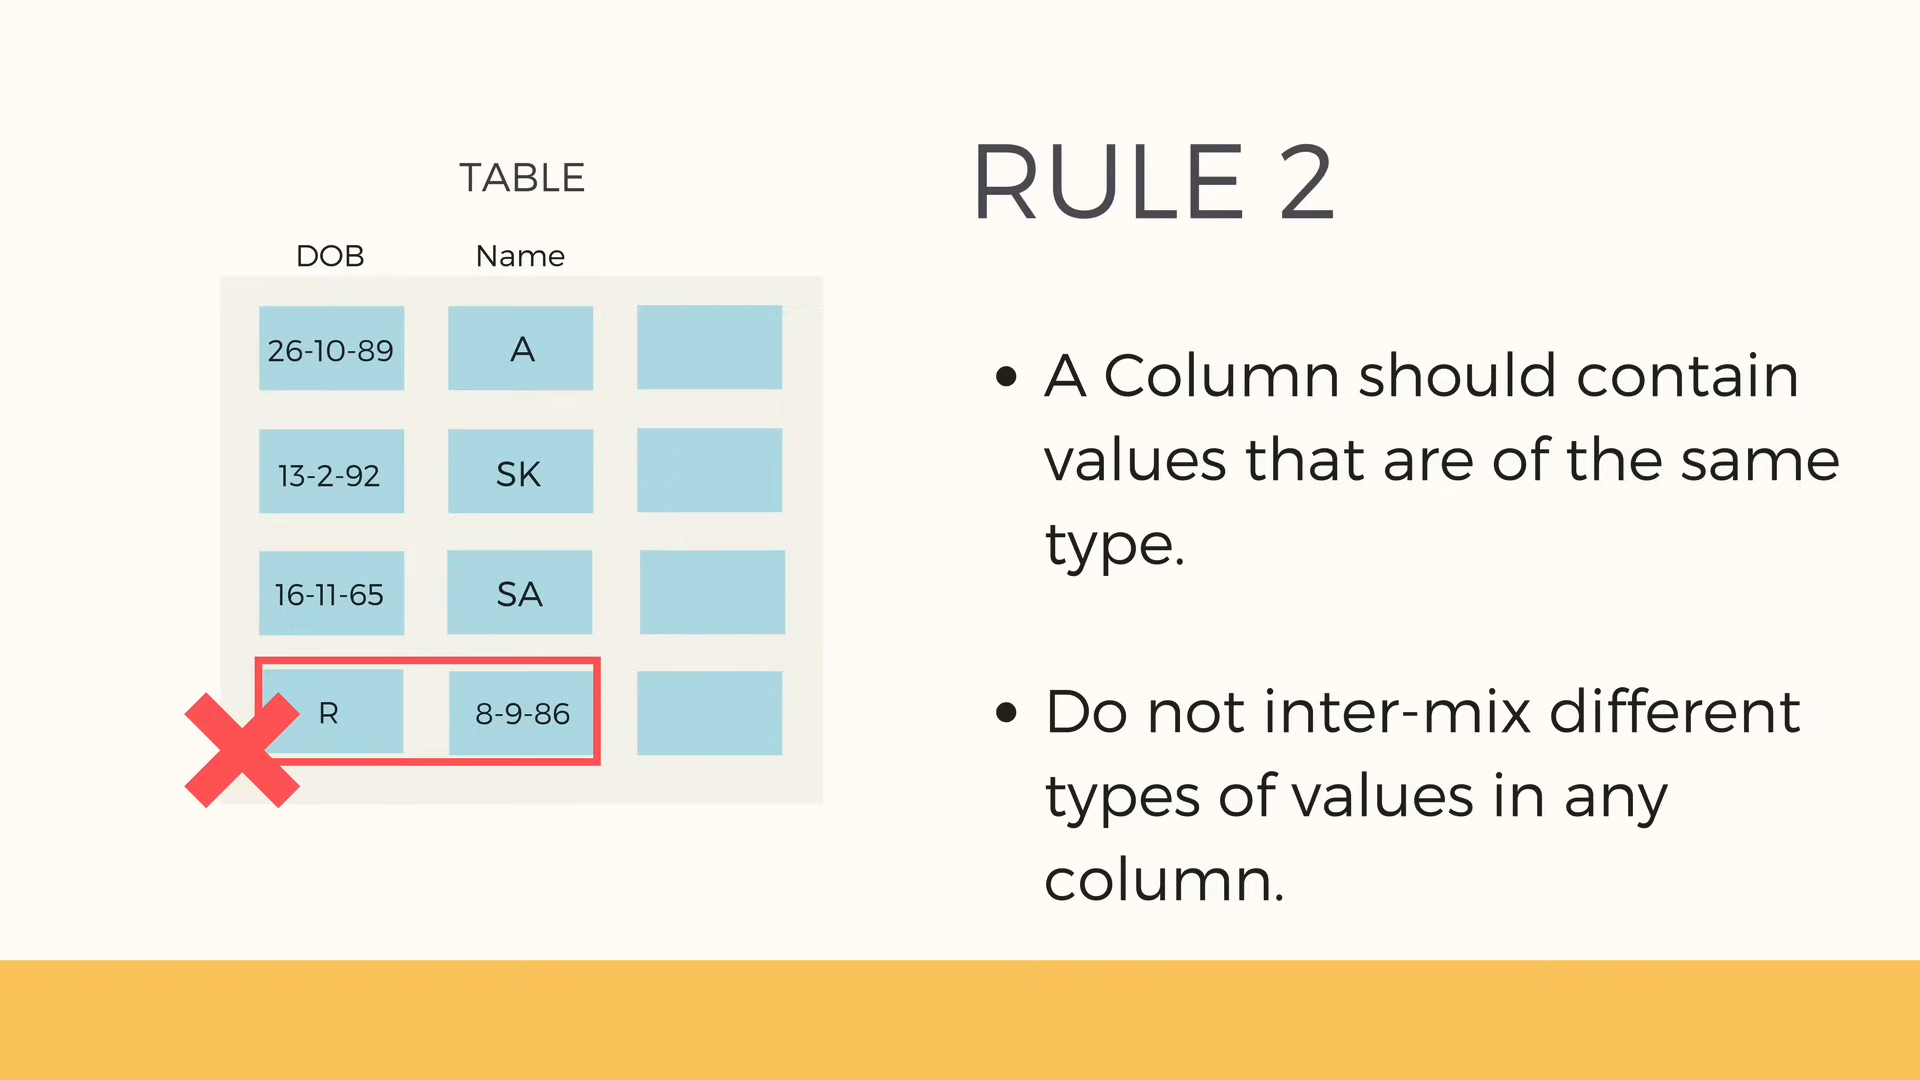 TABLE
DOB Name
26-10-89 A
13-2-92 SK
16-11-65 SA
R 8-9-86
RULE 2
• A Column should contain
values that are of the same
type.
• Do not inter-mix different
types of values in any
column.